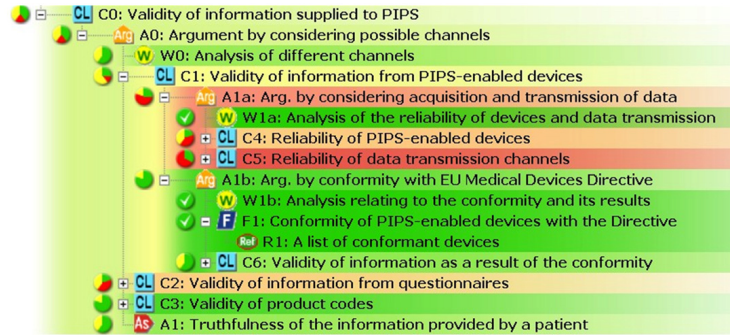 CL C0: Validity of information supplied to PIPS
Arg A0: Argument by considering possible channels
W W0: Analysis of different channels
CL C1: Validity of information from PIPS-enabled devices
Arg A1a: Arg. by considering acquisition and transmission of data
W W1a: Analysis of the reliability of devices and data transmission
CL C4: Reliability of PIPS-enabled devices
CL C5: Reliability of data transmission channels
Arg A1b: Arg. by conformity with EU Medical Devices Directive
W W1b: Analysis relating to the conformity and its results
F F1: Conformity of PIPS-enabled devices with the Directive
Ref R1: A list of conformant devices
CL C6: Validity of information as a result of the conformity
CL C2: Validity of information from questionnaires
CL C3: Validity of product codes
As A1: Truthfulness of the information provided by a patient